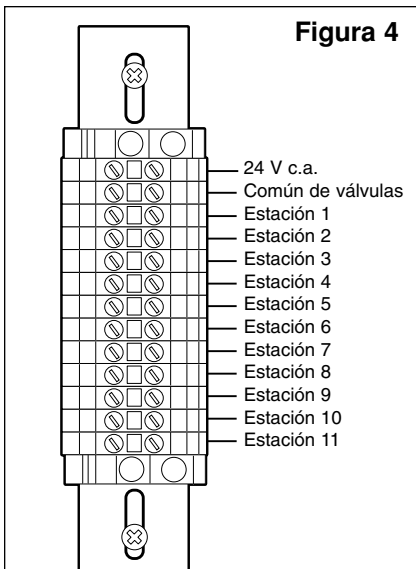 Figura 4
24 V c.a.
Común de válvulas
Estación 1
Estación 2
Estación 3
Estación 4
Estación 5
Estación 6
Estación 7
Estación 8
Estación 9
Estación 10
Estación 11